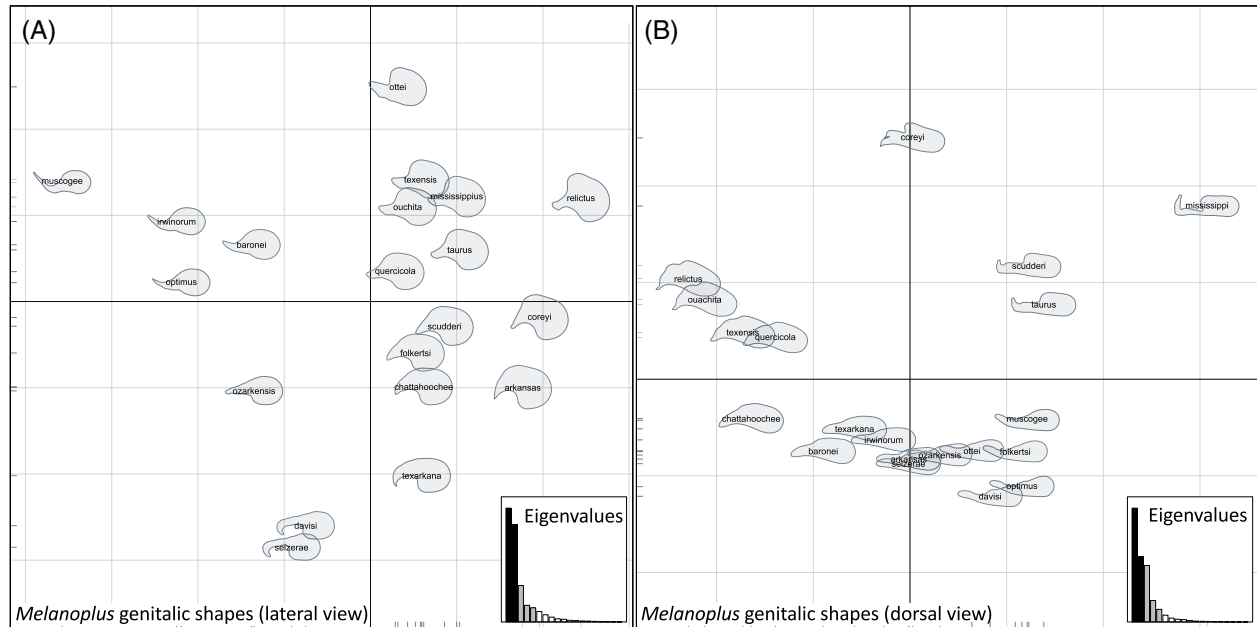 (A)
ottei
muscogee
texensis
mississippius
relictus
ouchita
irwinorum
baronei
taurus
quercicola
optimus
coreyi
scudderi
folkertsi
chattahoochee
arkansas
ozarkensis
texarkana
davisi
selzerae
Eigenvalues
Melanoplus genitalic shapes (lateral view)
(B)
coreyi
mississippi
scudderi
relictus
ouachita
taurus
texensis
quercicola
chattahoochee
muscogee
texarkana
irwinorum
baronei
ottei
folkertsi
ozarkensis
arkansas
selzerae
optimus
davisi
Eigenvalues
Melanoplus genitalic shapes (dorsal view)